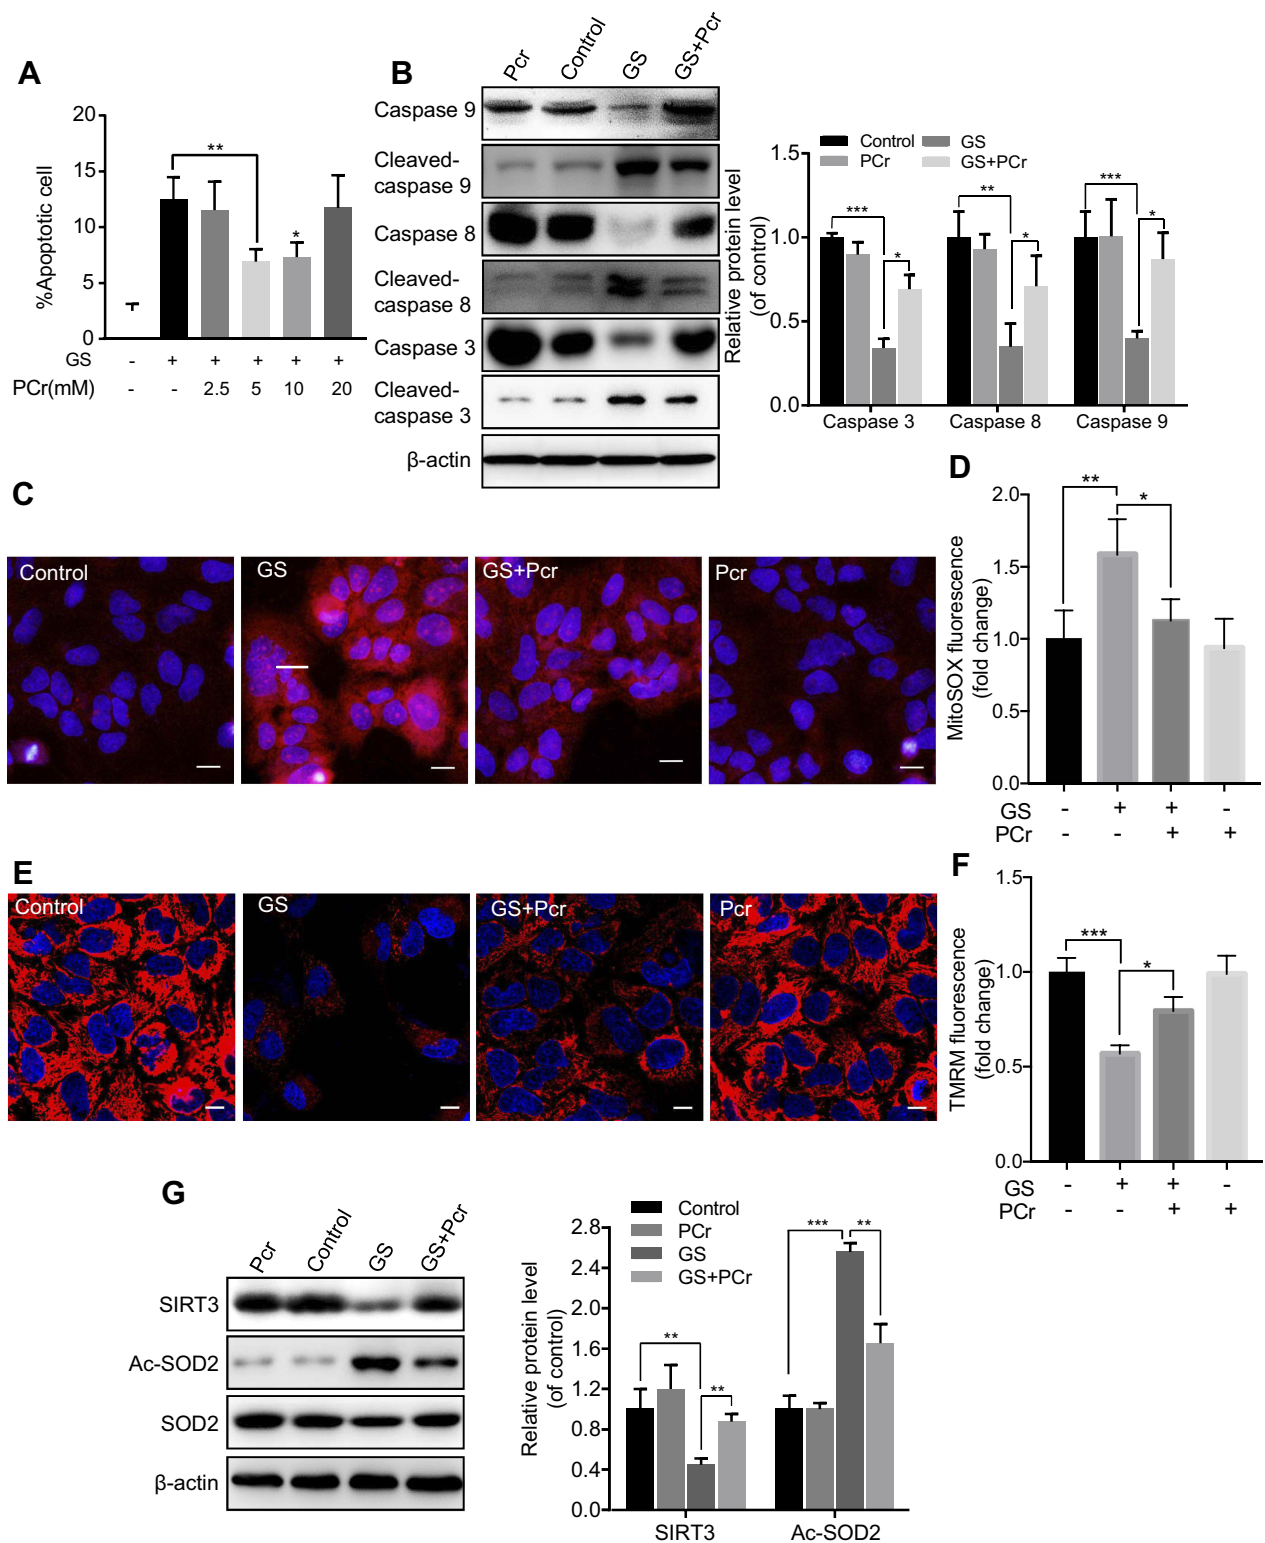 A
%Apoptotic cell
20
15
10
5
0
**
*
GS - + + + + +
PCr(mM) - - 2.5 5 10 20
B
Pcr Control GS GS+Pcr
Caspase 9
Cleaved-
caspase 9
Caspase 8
Cleaved-
caspase 8
Caspase 3
Cleaved-
caspase 3
β-actin
Relative protein level
(of control)
1.5
1.0
0.5
0.0
Control GS
PCr GS+PCr
*** * ** * *** *
Caspase 3 Caspase 8 Caspase 9
C
Control GS GS+Pcr Pcr
D
MitoSOX fluorescence
(fold change)
2.0
1.5
1.0
0.5
0.0
** *
GS - + + -
PCr - - + +
E
Control GS GS+Pcr Pcr
F
TMRM fluorescence
(fold change)
1.5
1.0
0.5
0.0
*** *
GS - + + -
PCr - - + +
G
Pcr Control GS GS+Pcr
SIRT3
Ac-SOD2
SOD2
β-actin
Relative protein level
(of control)
2.8
2.4
2.0
1.6
1.2
0.8
0.4
0.0
Control
PCr
GS
GS+PCr
** ** *** **
SIRT3 Ac-SOD2